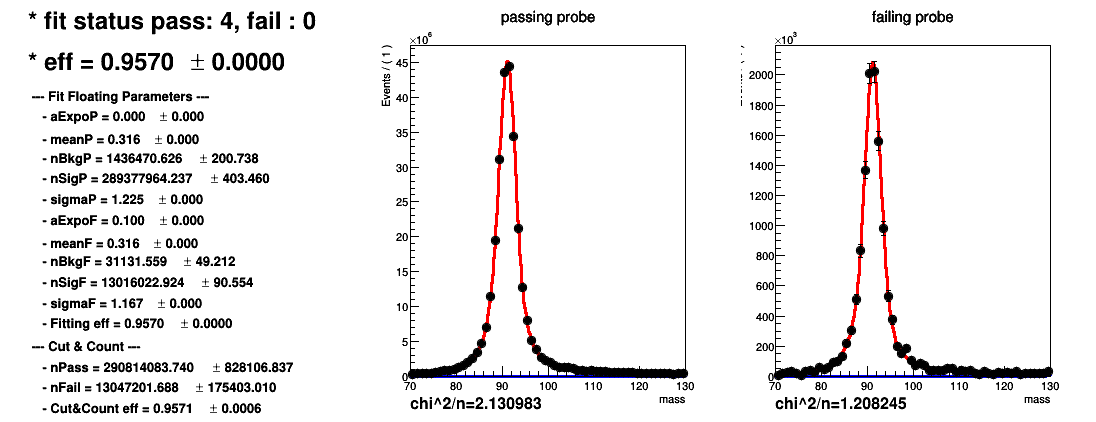 * fit status pass: 4, fail : 0
* eff = 0.9570 ± 0.0000
--- Fit Floating Parameters ---
- aExpoP = 0.000 ± 0.000
- meanP = 0.316 ± 0.000
- nBkgP = 1436470.626 ± 200.738
- nSigP = 289377964.237 ± 403.460
- sigmaP = 1.225 ± 0.000
- aExpoF = 0.100 ± 0.000
- meanF = 0.316 ± 0.000
- nBkgF = 31131.559 ± 49.212
- nSigF = 13016022.924 ± 90.554
- sigmaF = 1.167 ± 0.000
- Fitting eff = 0.9570 ± 0.0000
--- Cut & Count ---
- nPass = 290814083.740 ± 828106.837
- nFail = 13047201.688 ± 175403.010
- Cut&Count eff = 0.9571 ± 0.0006
passing probe
×10⁶
Events / ( 1 )
45
40
35
30
25
20
15
10
5
0
70 80 90 100 110 120 130
mass
chi^2/n=2.130983
failing probe
×10³
2000
1800
1600
1400
1200
1000
800
600
400
200
0
70 80 90 100 110 120 130
mass
chi^2/n=1.208245